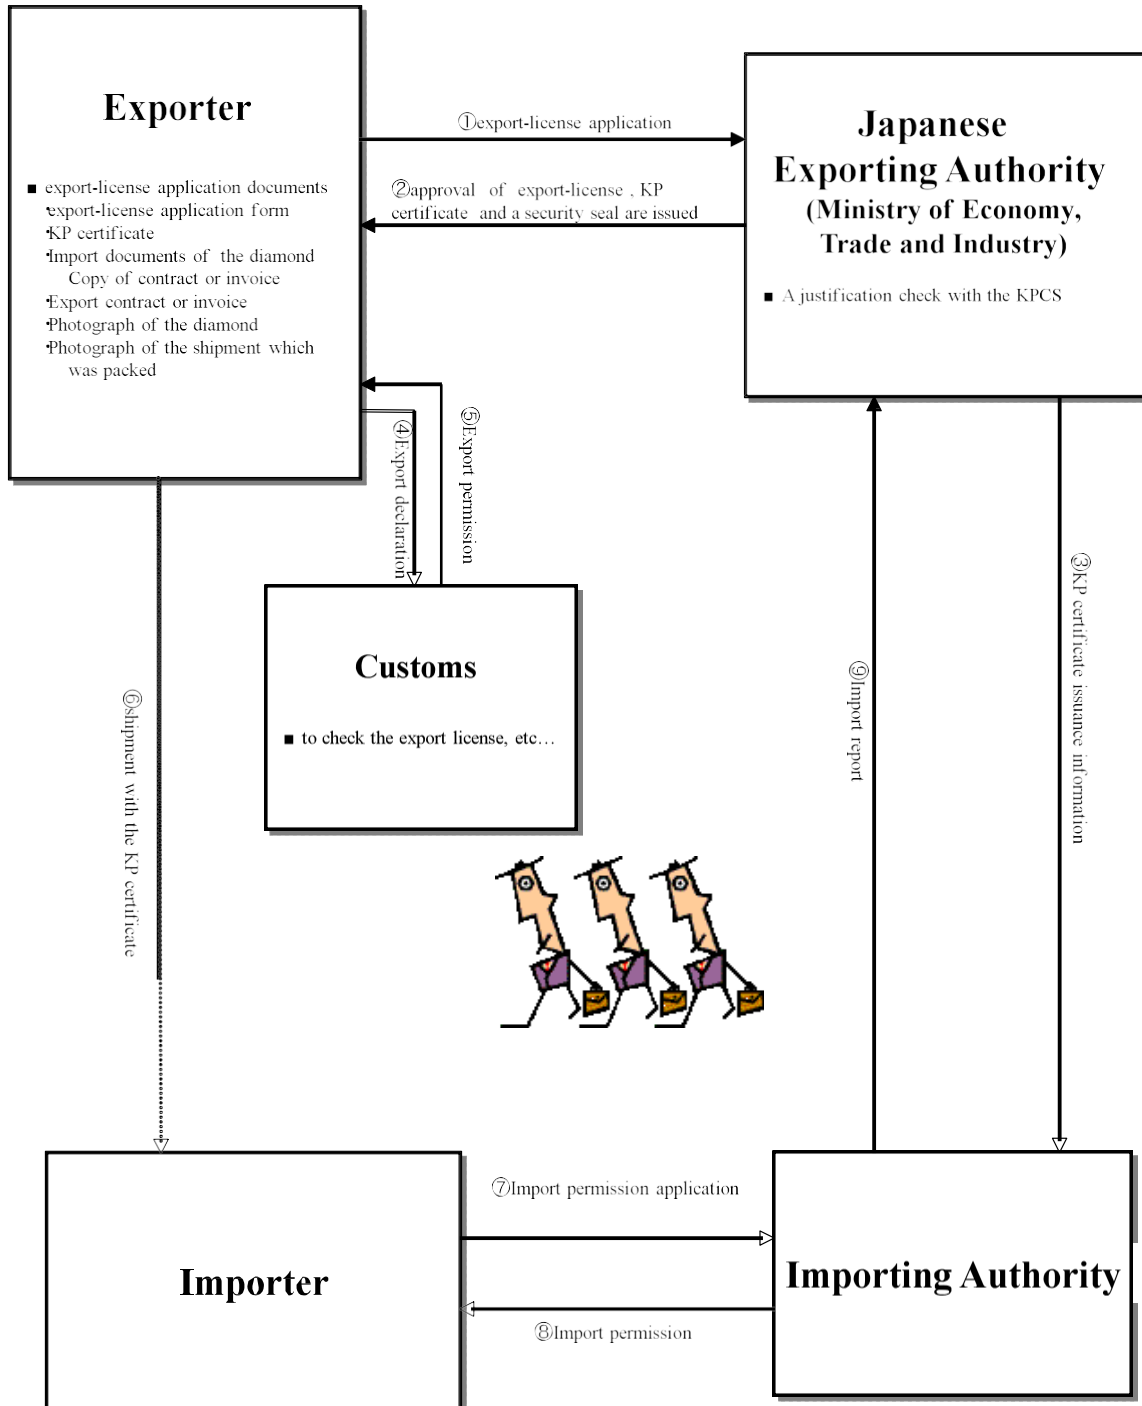 Exporter
■ export-license application documents
・export-license application form
・KP certificate
・Import documents of the diamond
Copy of contract or invoice
・Export contract or invoice
・Photograph of the diamond
・Photograph of the shipment which
was packed
①export-license application
②approval of export-license , KP
certificate and a security seal are issued
Japanese
Exporting Authority
(Ministry of Economy,
Trade and Industry)
■ A justification check with the KPCS
④Export declaration
⑤Export permission
③KP certificate issuance information
Customs
■ to check the export license, etc…
⑥shipment with the KP certificate
⑨Import report
⑦Import permission application
Importer
Importing Authority
⑧Import permission